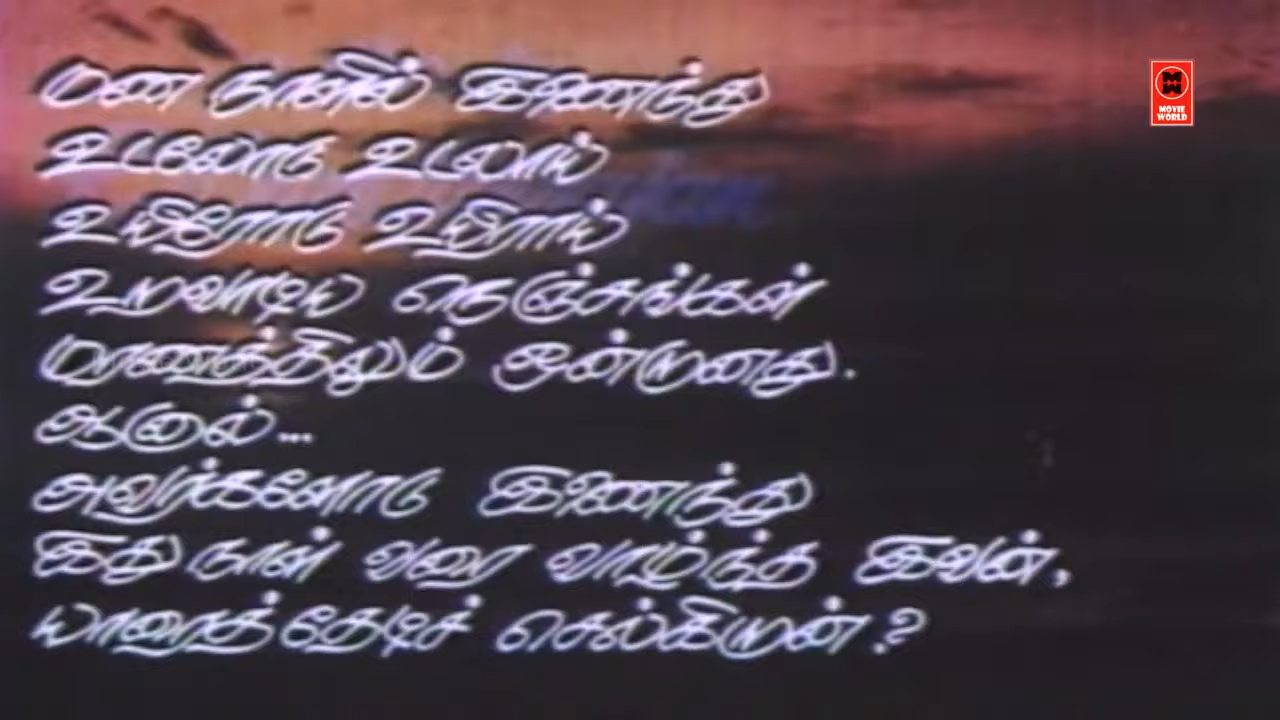 மண நாளில் இணைந்து
உடலோடு உடலாய்
உயிரோடு உயிராய்
உறவாடிய நெஞ்சங்கள்
மரணத்திலும் ஒன்றானது.
ஆனால்...
அவர்களோடு இணைந்து
இது நாள் வரை வாழ்ந்த இவன்,
யாரைத் தேடிச் செல்கிறான்.?
MOVIE
WORLD